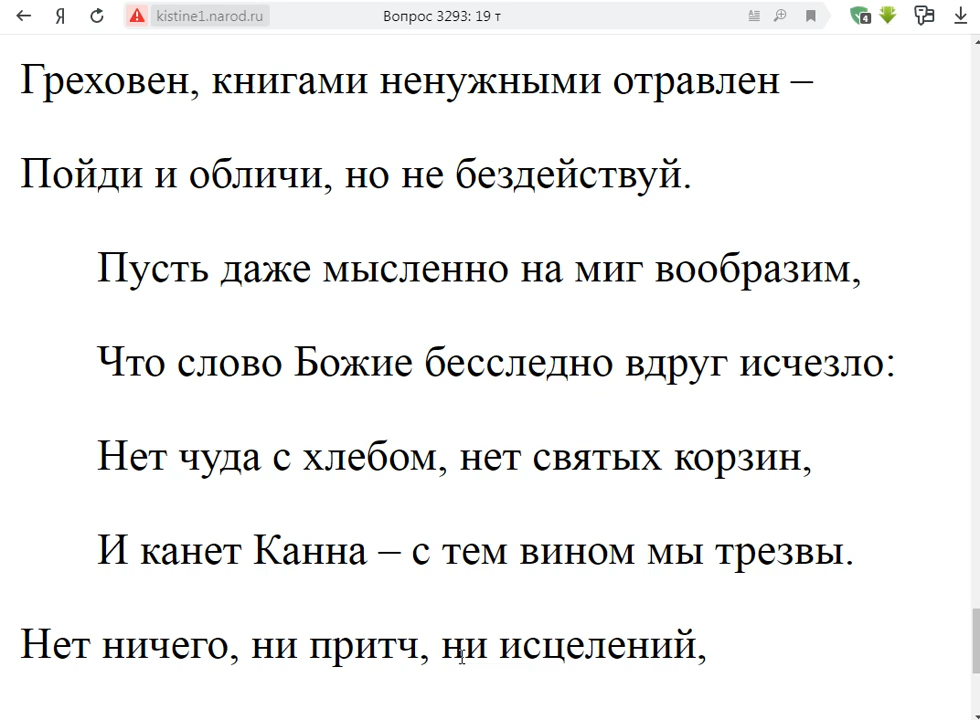 kistine1.narod.ru Вопрос 3293: 19 т 4
Греховен, книгами ненужными отравлен –
Пойди и обличи, но не бездействуй.
Пусть даже мысленно на миг вообразим,
Что слово Божие бесследно вдруг исчезло:
Нет чуда с хлебом, нет святых корзин,
И канет Канна – с тем вином мы трезвы.
Нет ничего, ни притч, ни исцелений,